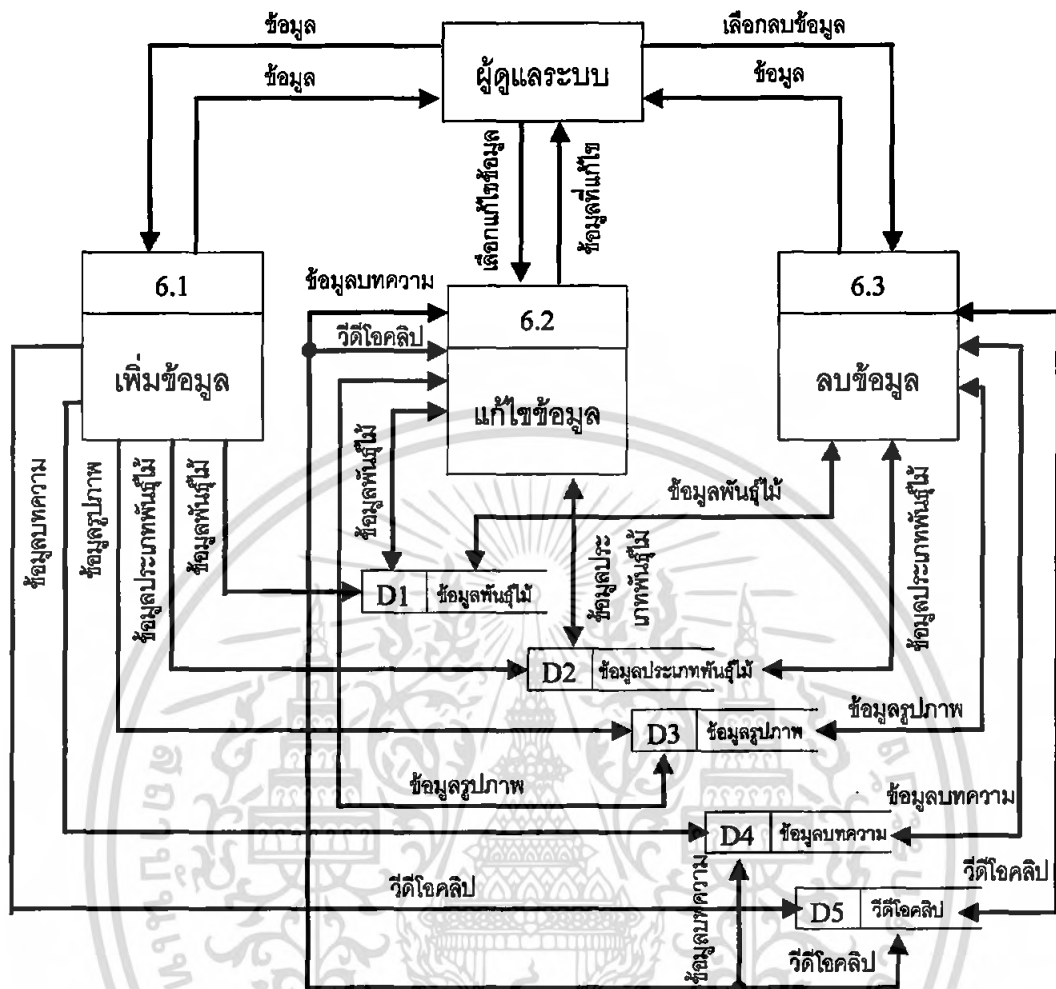 ข้อมูล
เลือกลบข้อมูล
ผู้ดูแลระบบ
ข้อมูล
ข้อมูล
เลือกแก้ไขข้อมูล
ข้อมูลที่แก้ไข
6.1
เพิ่มข้อมูล
ข้อมูลบทความ
วีดีโอคลิป
6.2
แก้ไขข้อมูล
6.3
ลบข้อมูล
ข้อมูลบทความ
ข้อมูลรูปภาพ
ข้อมูลประเภทพันธุ์ไม้
ข้อมูลพันธุ์ไม้
ข้อมูลพันธุ์ไม้
ข้อมูลพันธุ์ไม้
ข้อมูลประ
เภทพันธุ์ไม้
ข้อมูลประเภทพันธุ์ไม้
D1 ข้อมูลพันธุ์ไม้
D2 ข้อมูลประเภทพันธุ์ไม้
D3 ข้อมูลรูปภาพ
ข้อมูลรูปภาพ
ข้อมูลรูปภาพ
ข้อมูลบทความ
D4 ข้อมูลบทความ
วีดีโอคลิป
วีดีโอคลิป
D5 วีดีโอคลิป
ข้อมูลบทความ
วีดีโอคลิป